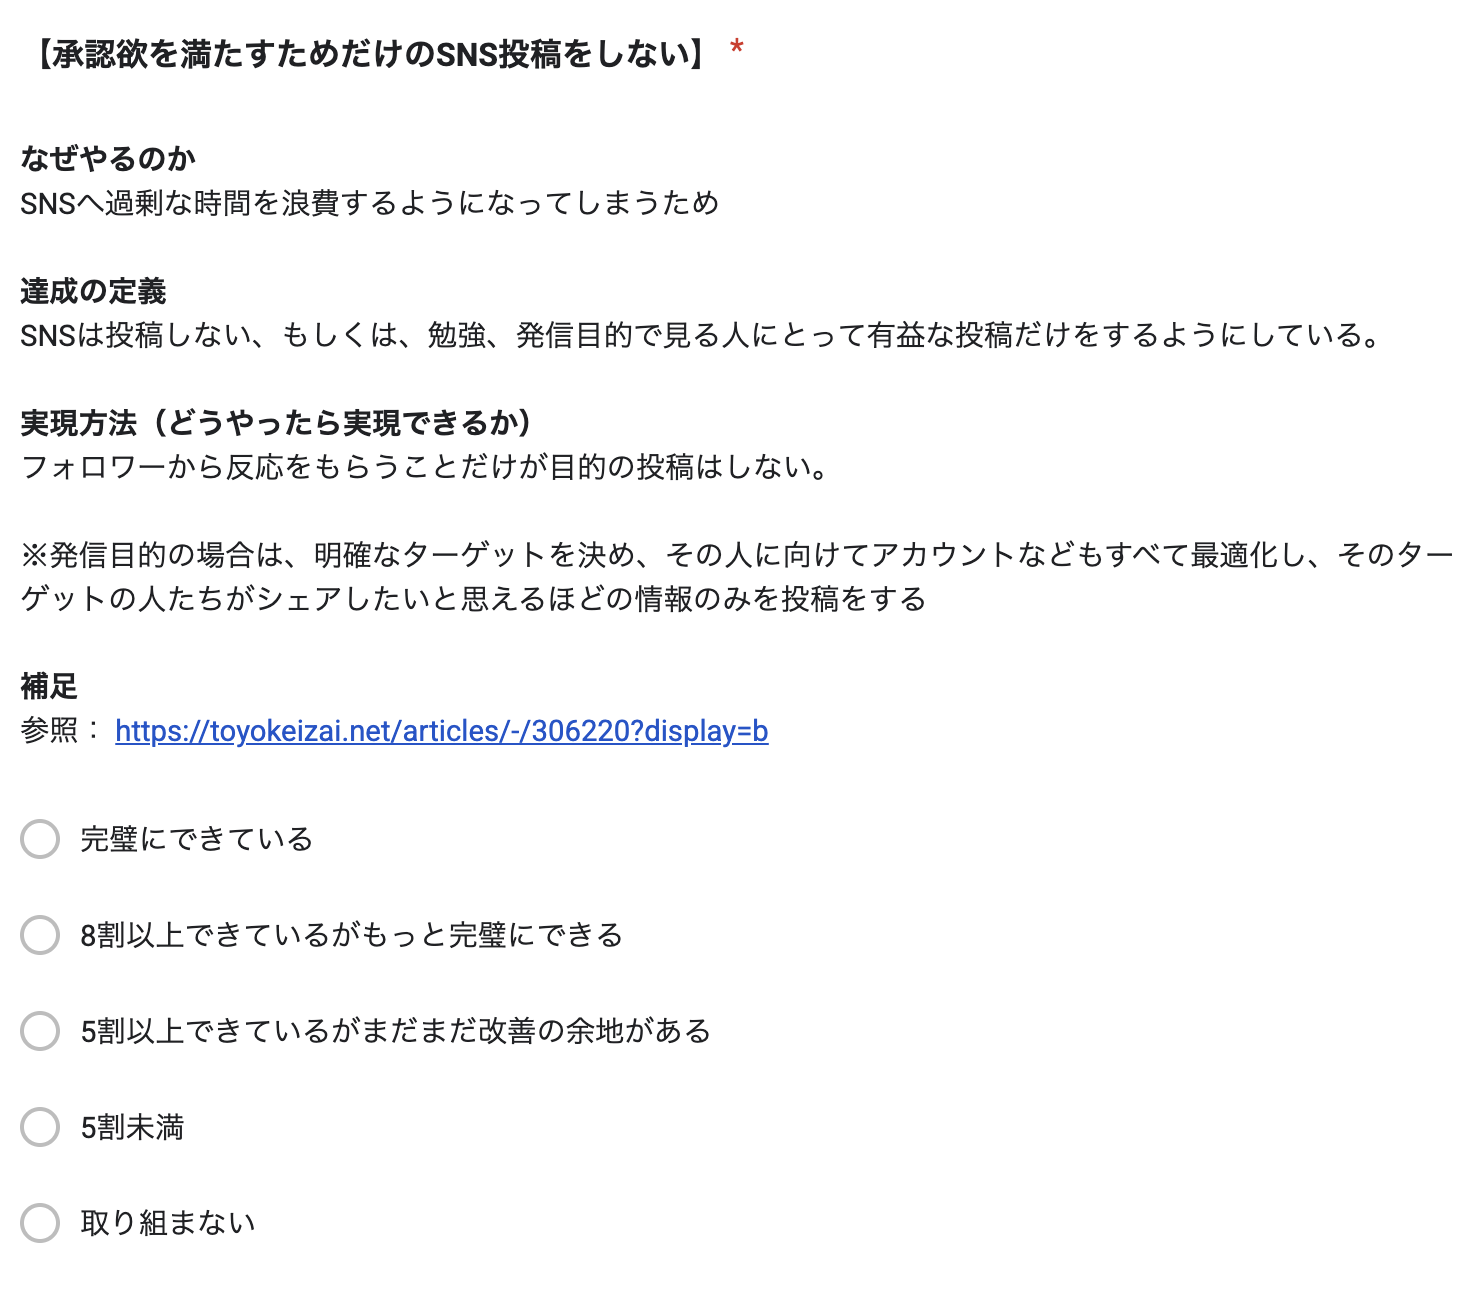 【承認欲を満たすためだけのSNS投稿をしない】 *
なぜやるのか
SNSへ過剰な時間を浪費するようになってしまうため
達成の定義
SNSは投稿しない、もしくは、勉強、発信目的で見る人にとって有益な投稿だけをするようにしている。
実現方法（どうやったら実現できるか）
フォロワーから反応をもらうことだけが目的の投稿はしない。
※発信目的の場合は、明確なターゲットを決め、その人に向けてアカウントなどもすべて最適化し、そのター
ゲットの人たちがシェアしたいと思えるほどの情報のみを投稿をする
補足
参照： https://toyokeizai.net/articles/-/306220?display=b
完璧にできている
8割以上できているがもっと完璧にできる
5割以上できているがまだまだ改善の余地がある
5割未満
取り組まない